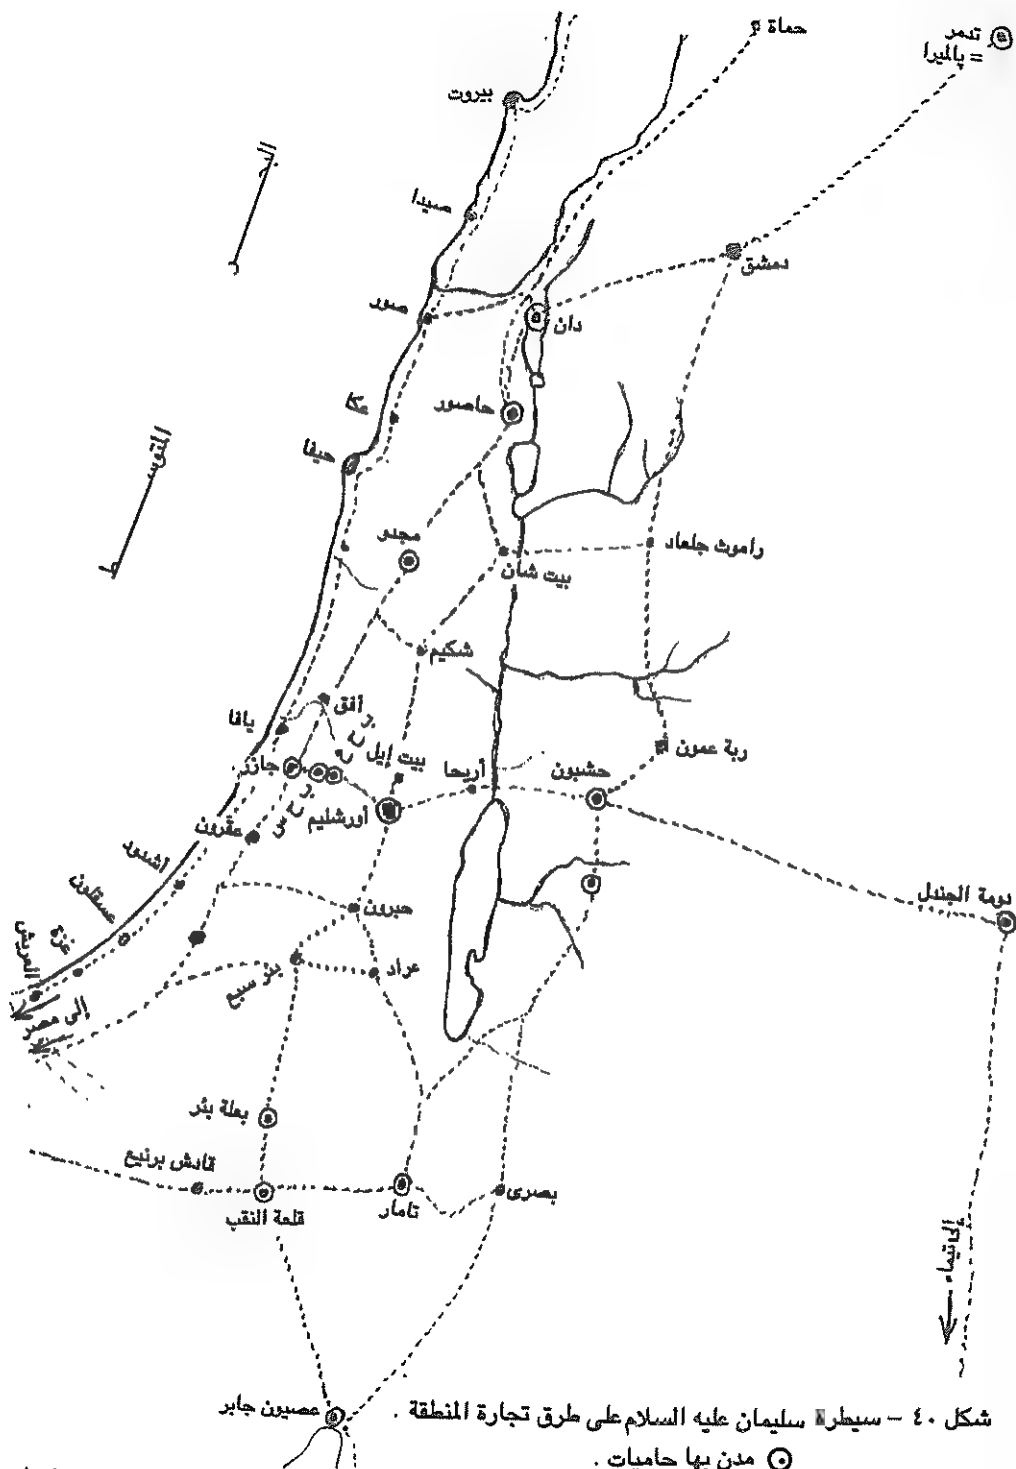 حماة
تدمر
= پالميرا
بيروت
البحر
صيدا
دمشق
صور
دان
عكا
حاصور
حيفا
المتوسط
مجدو
راموث جلعاد
بيت شان
شكيم
أفق
يافا
ربة عمون
بيت إيل
جازر
أريحا
حشبون
أورشليم
عقرون
أشدود
دومة الجندل
عسقلون
حبرون
غزة
العريش
عراد
بئر سبع
إلى مصر
بعلة بئر
قادش برنيع
قلعة النقب
تامار
بصرى
إلى تيماء
عصيون جابر
شكل ٤٠ - سيطرة سليمان عليه السلام على طرق تجارة المنطقة .
مدن بها حاميات .